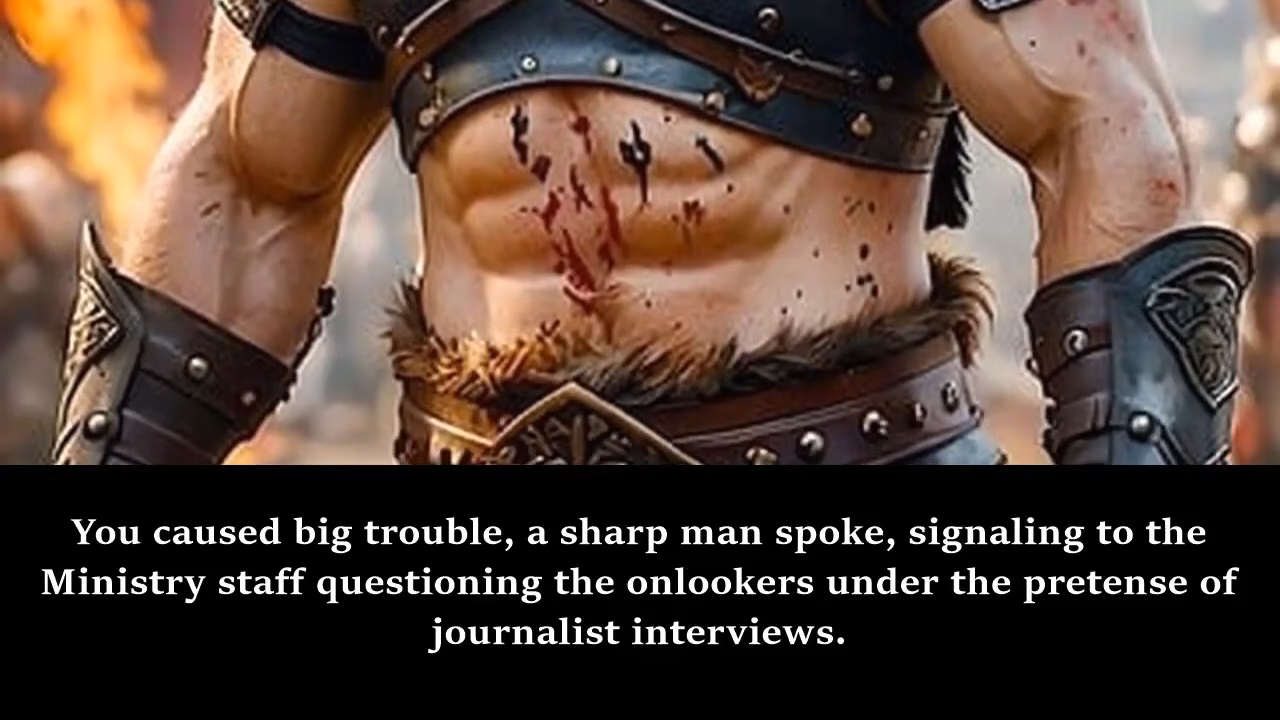 You caused big trouble, a sharp man spoke, signaling to the
Ministry staff questioning the onlookers under the pretense of
journalist interviews.